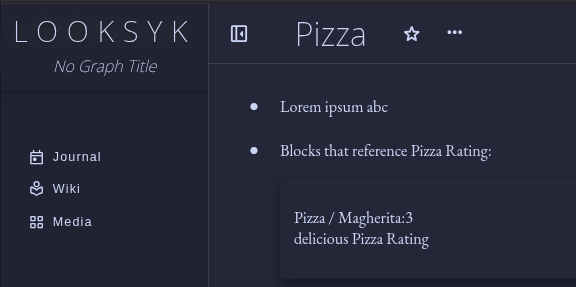 LOOKSYK
No Graph Title
Journal
Wiki
Media
Pizza
Lorem ipsum abc
Blocks that reference Pizza Rating:
Pizza / Magherita:3
delicious Pizza Rating